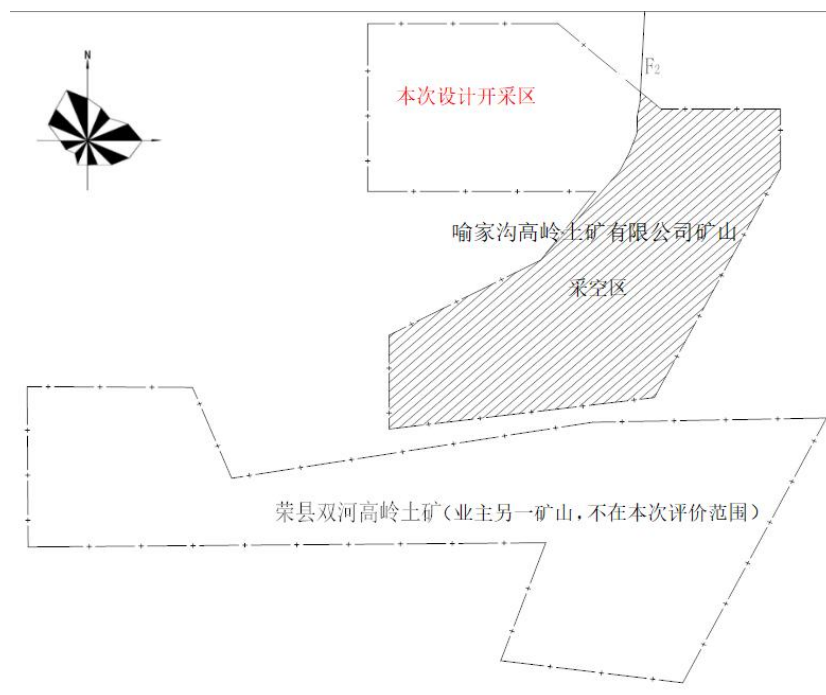 N
F2
本次设计开采区
喻家沟高岭土矿有限公司矿山
采空区
荣县双河高岭土矿(业主另一矿山,不在本次评价范围)